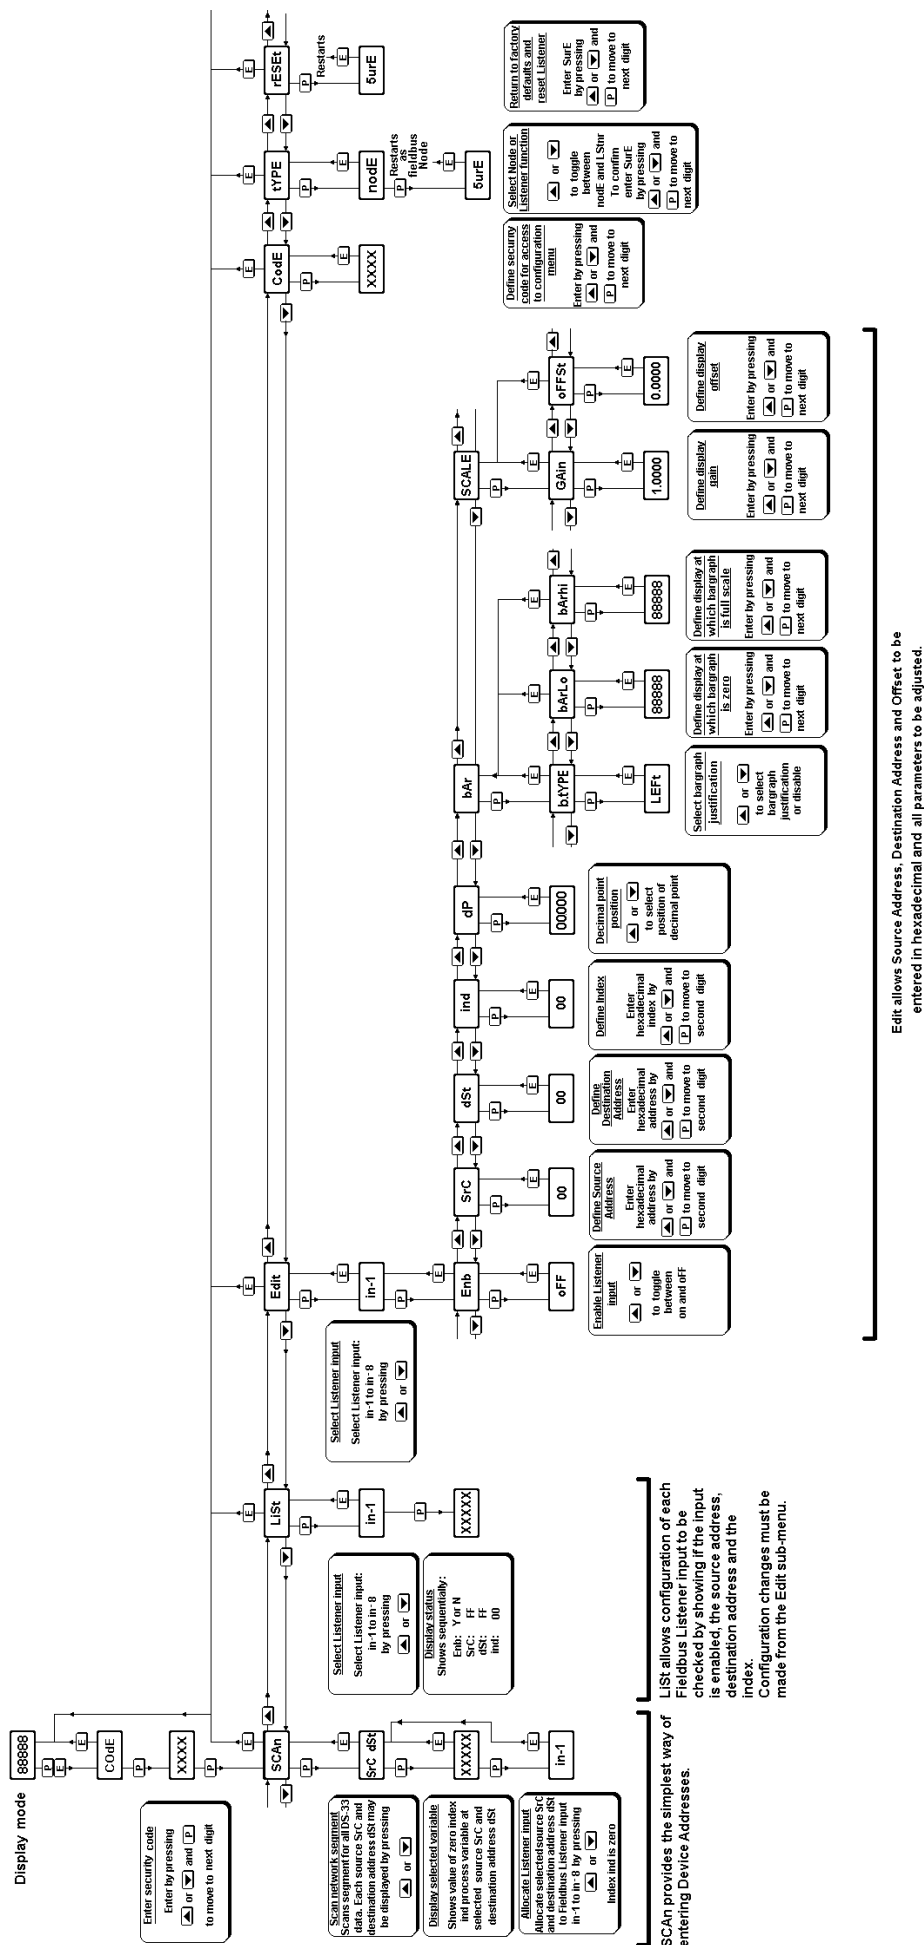 Display mode
88888
P
E
E
COdE
P
E
XXXX
P
E
Enter security code
Enter by pressing
▲ or ▼ and P
to move to next digit
SCAn
▲
▼
P
E
SrC dSt
P
E
XXXXX
P
E
in-1
Scan network segment
Scans segment for all DS-33
data. Each source SrC and
destination address dSt may
be displayed by pressing
▲ or ▼
Display selected variable
Shows value of zero index
ind process variable at
selected source SrC and
destination address dSt
Allocate Listener input
Allocate selected source SrC
and destination address dSt
to Fieldbus Listener input
in-1 to in-8 by pressing
▲ or ▼
Index ind is zero
SCAn provides the simplest way of
entering Device Addresses.
E
LiSt
▲
▼
P
E
in-1
P
XXXXX
Select Listener input
Select Listener input:
in-1 to in-8
by pressing
▲ or ▼
Display status
Shows sequentially:
Enb: Y or N
SrC: FF
dSt: FF
ind: 00
LiSt allows configuration of each
Fieldbus Listener input to be
checked by showing if the input
is enabled, the source address,
destination address and the
index.
Configuration changes must be
made from the Edit sub-menu.
E
Edit
▲
▼
P
E
in-1
P
E
Select Listener input
Select Listener input:
in-1 to in-8
by pressing
▲ or ▼
Enb
▲
▼
P
E
oFF
Enable Listener
input
▲ or ▼
to toggle
between
on and oFF
SrC
▲
▼
P
E
00
Define Source
Address
Enter
hexadecimal
address by
▲ or ▼ and
P to move to
second digit
dSt
▲
▼
P
E
00
Define
Destination
Address
Enter
hexadecimal
address by
▲ or ▼ and
P to move to
second digit
ind
▲
▼
P
E
00
Define Index
Enter
hexadecimal
index by
▲ or ▼ and
P to move to
second digit
dP
▲
▼
P
E
00000
Decimal point
position
▲ or ▼
to select
position of
decimal point
bAr
▲
P
E
b.tYPE
▲
▼
P
E
LEFt
Select bargraph
justification
▲ or ▼
to select
bargraph
justification
or disable
bArLo
E
▲
▼
P
E
88888
Define display at
which bargraph
is zero
Enter by pressing
▲ or ▼ and
P to move to
next digit
bArhi
E
▲
P
E
88888
Define display at
which bargraph
is full scale
Enter by pressing
▲ or ▼ and
P to move to
next digit
SCALE
▲
▼
P
E
GAin
▲
▼
P
E
1.0000
Define display
gain
Enter by pressing
▲ or ▼ and
P to move to
next digit
oFFSt
E
▲
P
E
0.0000
Define display
offset
Enter by pressing
▲ or ▼ and
P to move to
next digit
Edit allows Source Address, Destination Address and Offset to be
entered in hexadecimal and all parameters to be adjusted.
E
CodE
▲
▼
P
E
XXXX
Define security
code for access
to configuration
menu
Enter by pressing
▲ or ▼ and
P to move to
next digit
E
tYPE
▲
▼
P
E
nodE
P
Restarts
as
fieldbus
Node
E
5urE
Select Node or
Listener function
▲ or ▼
to toggle
between
nodE and LStnr
To confirm
enter SurE
by pressing
▲ or ▼ and
P to move to
next digit
E
rESEt
▲
P
Restarts
E
5urE
Return to factory
defaults and
reset Listener
Enter SurE
by pressing
▲ or ▼ and
P to move to
next digit